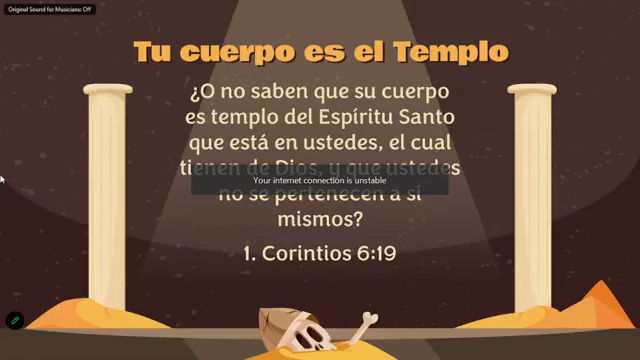 Original Sound for Musicians: Off
Tu cuerpo es el Templo
¿O no saben que su cuerpo
es templo del Espíritu Santo
que está en ustedes, el cual
tienen de Dios, y que ustedes
Your internet connection is unstable
no se pertenecen a sí
mismos?
1. Corintios 6:19